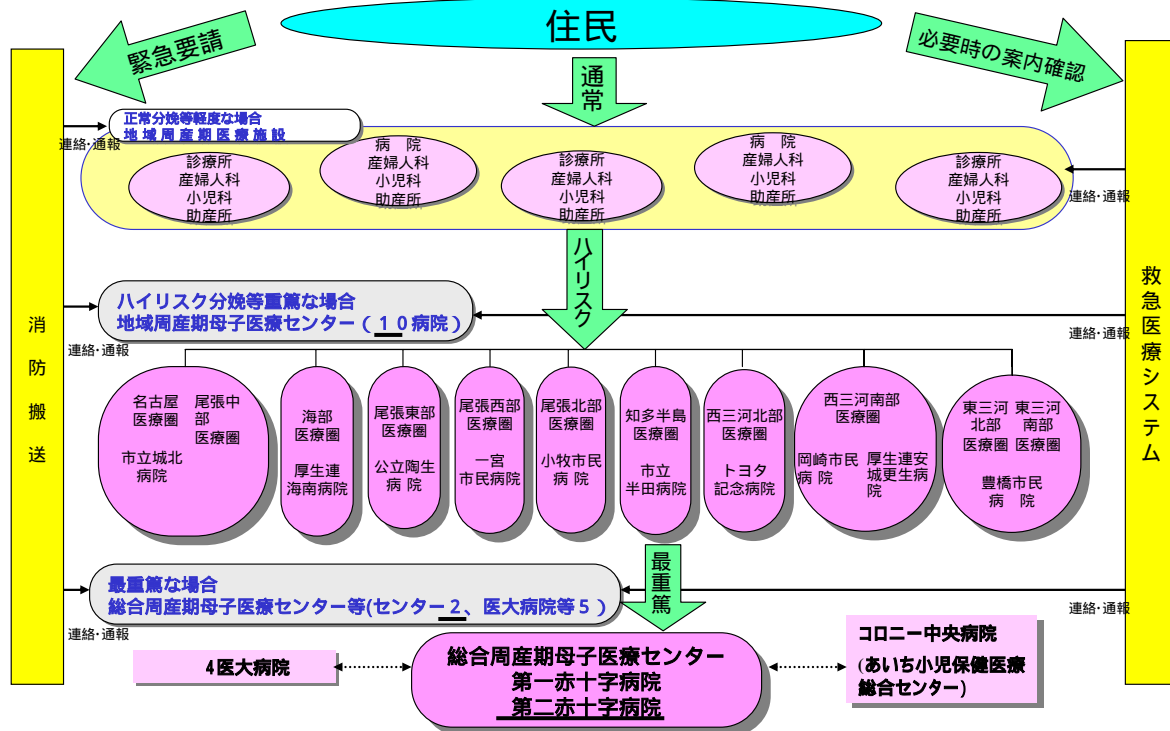 住民
緊急要請
通常
必要時の案内確認
正常分娩等軽度な場合
地域周産期医療施設
連絡・通報
診療所
産婦人科
小児科
助産所
病 院
産婦人科
小児科
助産所
診療所
産婦人科
小児科
助産所
病 院
産婦人科
小児科
助産所
診療所
産婦人科
小児科
助産所
連絡・通報
ハイリスク
消防搬送
救急医療システム
ハイリスク分娩等重篤な場合
地域周産期母子医療センター(10病院)
連絡・通報
連絡・通報
名古屋
医療圏
尾張中
部
医療圏
市立城北
病院
海部
医療圏
厚生連
海南病院
尾張東部
医療圏
公立陶生
病 院
尾張西部
医療圏
一宮
市民病院
尾張北部
医療圏
小牧市民
病 院
知多半島
医療圏
市立
半田病院
西三河北部
医療圏
トヨタ
記念病院
西三河南部
医療圏
岡崎市民
病 院
厚生連安
城更生病
院
東三河
北部
医療圏
東三河
南部
医療圏
豊橋市民
病 院
最重篤
最重篤な場合
総合周産期母子医療センター等(センター2、医大病院等5)
連絡・通報
連絡・通報
4医大病院
総合周産期母子医療センター
第一赤十字病院
第二赤十字病院
コロニー中央病院
(あいち小児保健医療
総合センター)